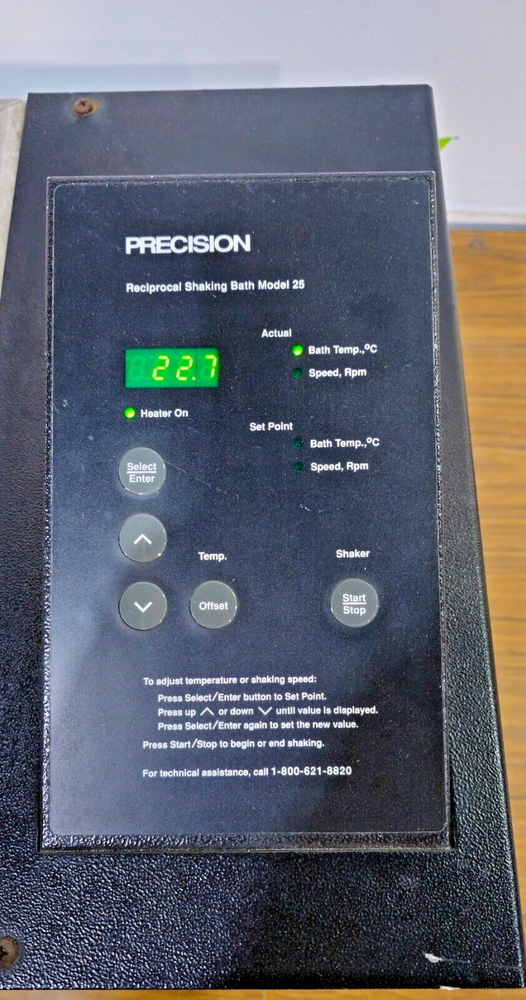 PRECISION
Reciprocal Shaking Bath Model 25
Actual
22.7
Bath Temp.,ºC
Speed, Rpm
Heater On
Set Point
Bath Temp.,ºC
Speed, Rpm
Select
Enter
Temp.
Shaker
Offset
Start
Stop
To adjust temperature or shaking speed:
Press Select/Enter button to Set Point.
Press up ︿ or down ﹀ until value is displayed.
Press Select/Enter again to set the new value.
Press Start/Stop to begin or end shaking.
For technical assistance, call 1-800-621-8820